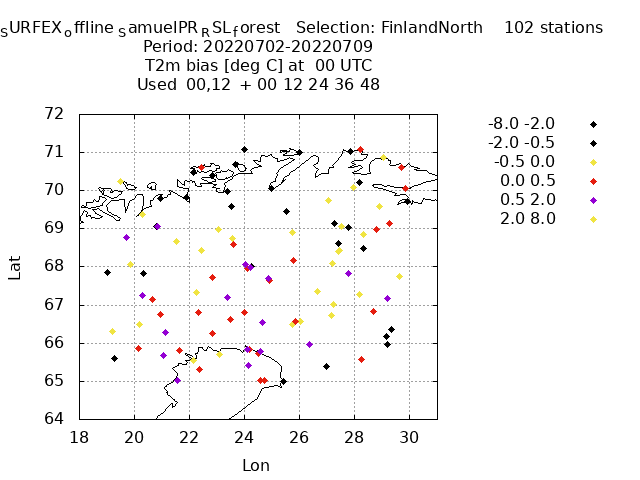 SURFEXoffline SamuelPRRSLforest Selection: FinlandNorth 102 stations
Period: 20220702-20220709
T2m bias [deg C] at 00 UTC
Used 00,12 + 00 12 24 36 48
72
71
70
69
68
67
66
65
64
18 20 22 24 26 28 30
Lat
Lon
-8.0 -2.0
-2.0 -0.5
-0.5 0.0
0.0 0.5
0.5 2.0
2.0 8.0